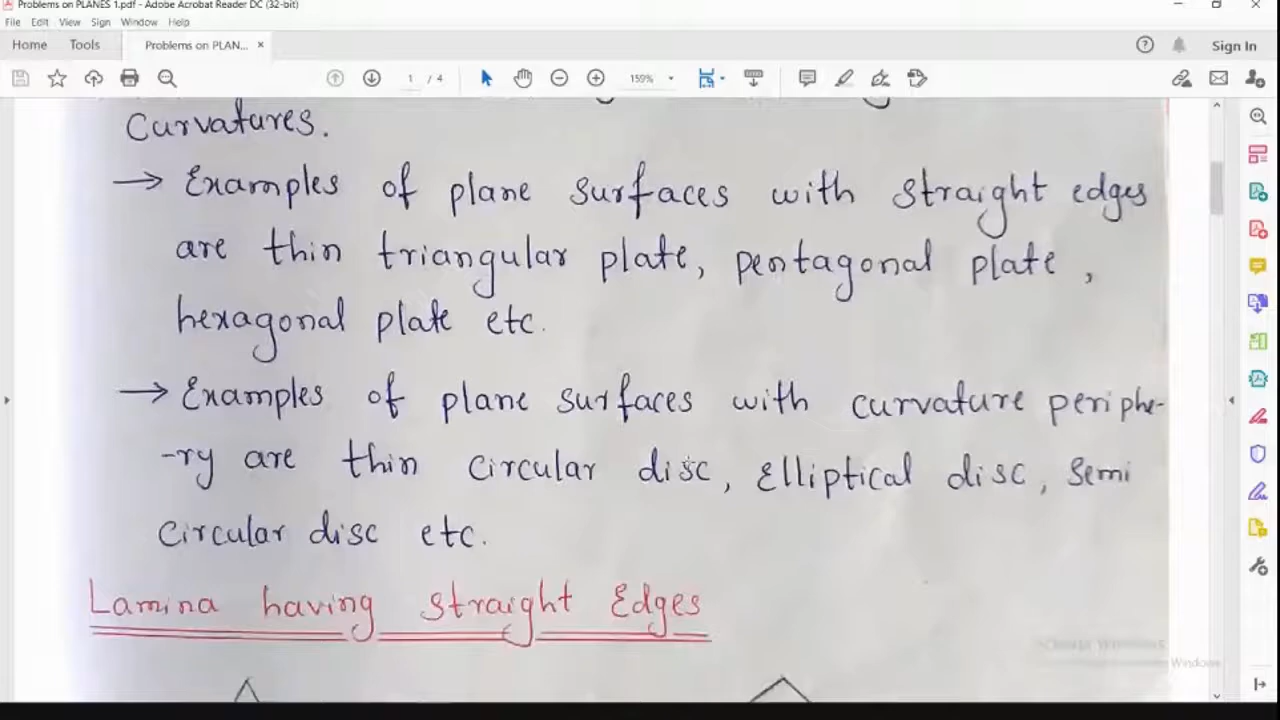 Problems on PLANES 1.pdf - Adobe Acrobat Reader DC (32-bit)
File Edit View Sign Window Help
Home Tools Problems on PLAN... × Sign In
1 / 4 159%
Curvatures.
→ Examples of plane surfaces with straight edges
are thin triangular plate, pentagonal plate,
hexagonal plate etc.
→ Examples of plane surfaces with curvature periphe-
-ry are thin circular disc, Elliptical disc, Semi
circular disc etc.
Lamina having straight Edges
Activate Windows
Windows